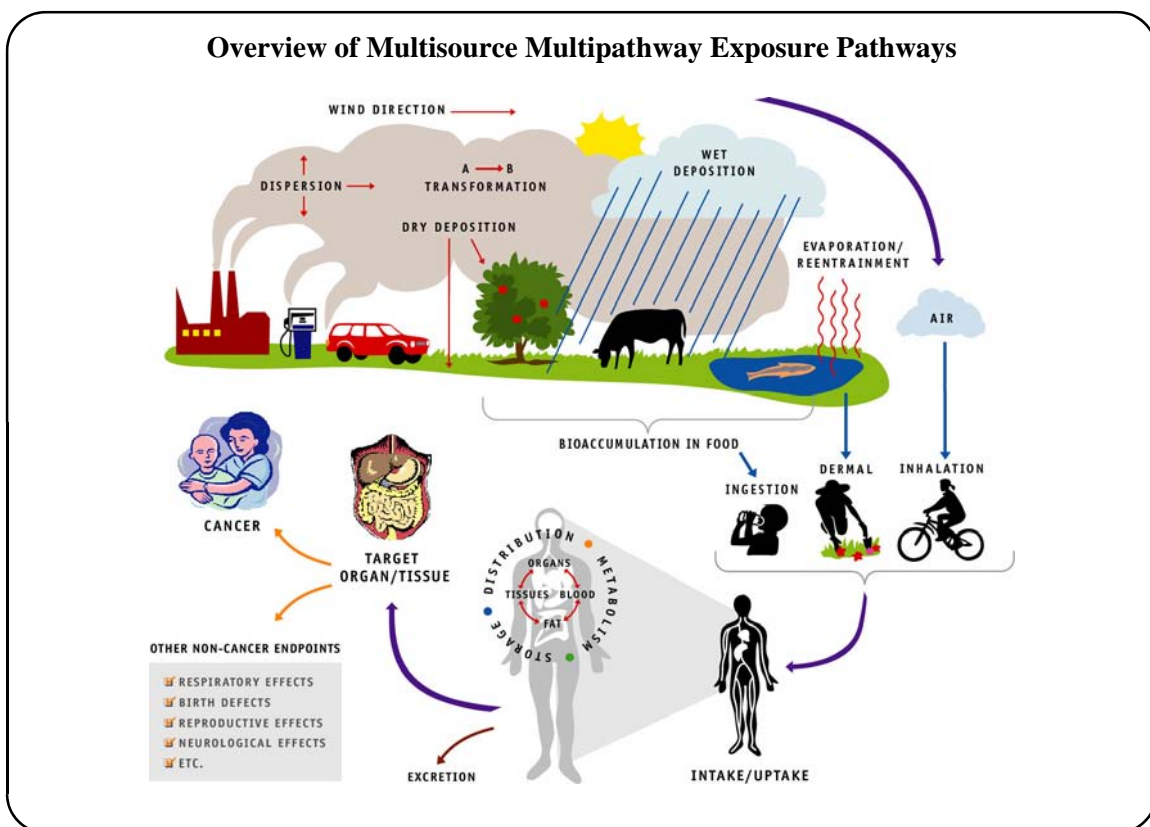 Overview of Multisource Multipathway Exposure Pathways
WIND DIRECTION
DISPERSION
A B
TRANSFORMATION
DRY DEPOSITION
WET
DEPOSITION
EVAPORATION/
REENTRAINMENT
AIR
BIOACCUMULATION IN FOOD
INGESTION
DERMAL
INHALATION
CANCER
TARGET
ORGAN/TISSUE
DISTRIBUTION
METABOLISM
STORAGE
ORGANS
TISSUES
BLOOD
FAT
OTHER NON-CANCER ENDPOINTS
RESPIRATORY EFFECTS
BIRTH DEFECTS
REPRODUCTIVE EFFECTS
NEUROLOGICAL EFFECTS
ETC.
EXCRETION
INTAKE/UPTAKE